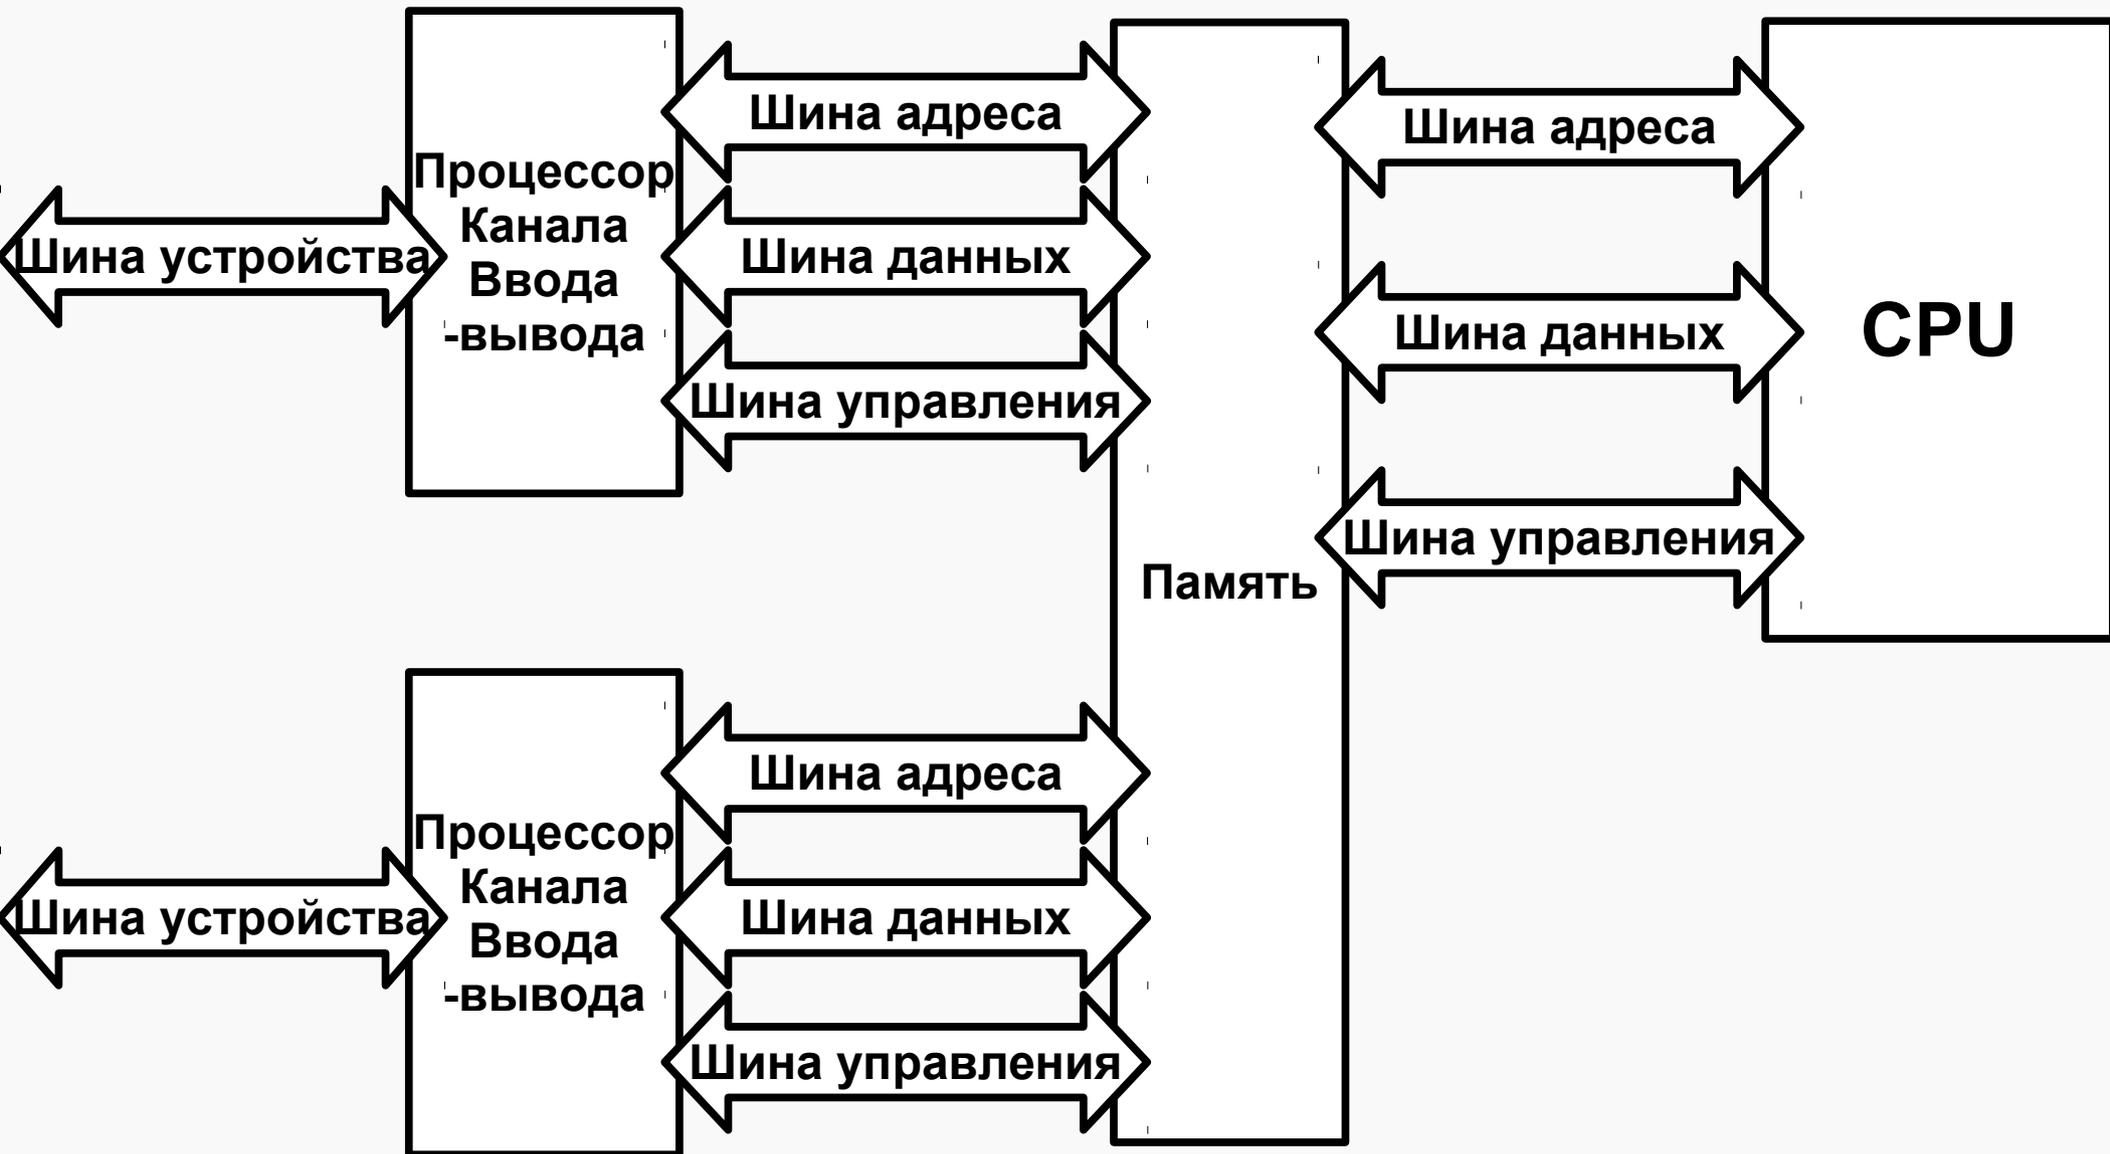 Шина устройства
Процессор
Канала
Ввода
-вывода
Шина адреса
Шина данных
Шина управления
Память
Шина адреса
Шина данных
Шина управления
CPU
Шина устройства
Процессор
Канала
Ввода
-вывода
Шина адреса
Шина данных
Шина управления